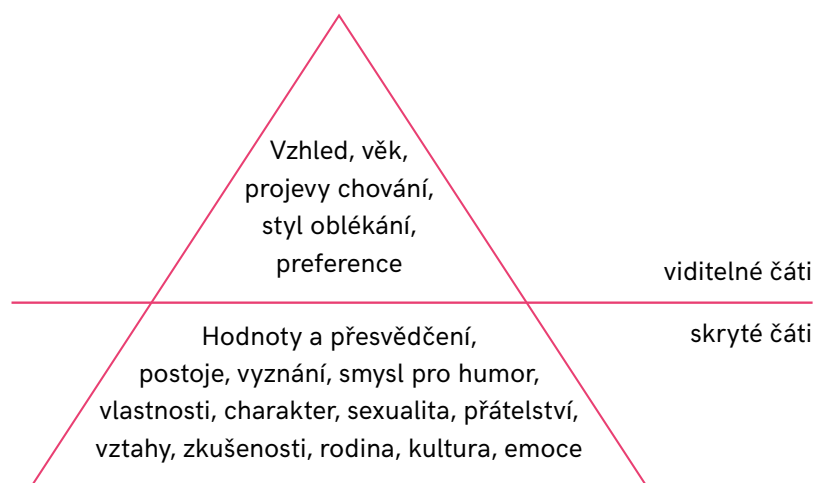 Vzhled, věk,
projevy chování,
styl oblékání,
preference
viditelné čáti
skryté čáti
Hodnoty a přesvědčení,
postoje, vyznání, smysl pro humor,
vlastnosti, charakter, sexualita, přátelství,
vztahy, zkušenosti, rodina, kultura, emoce